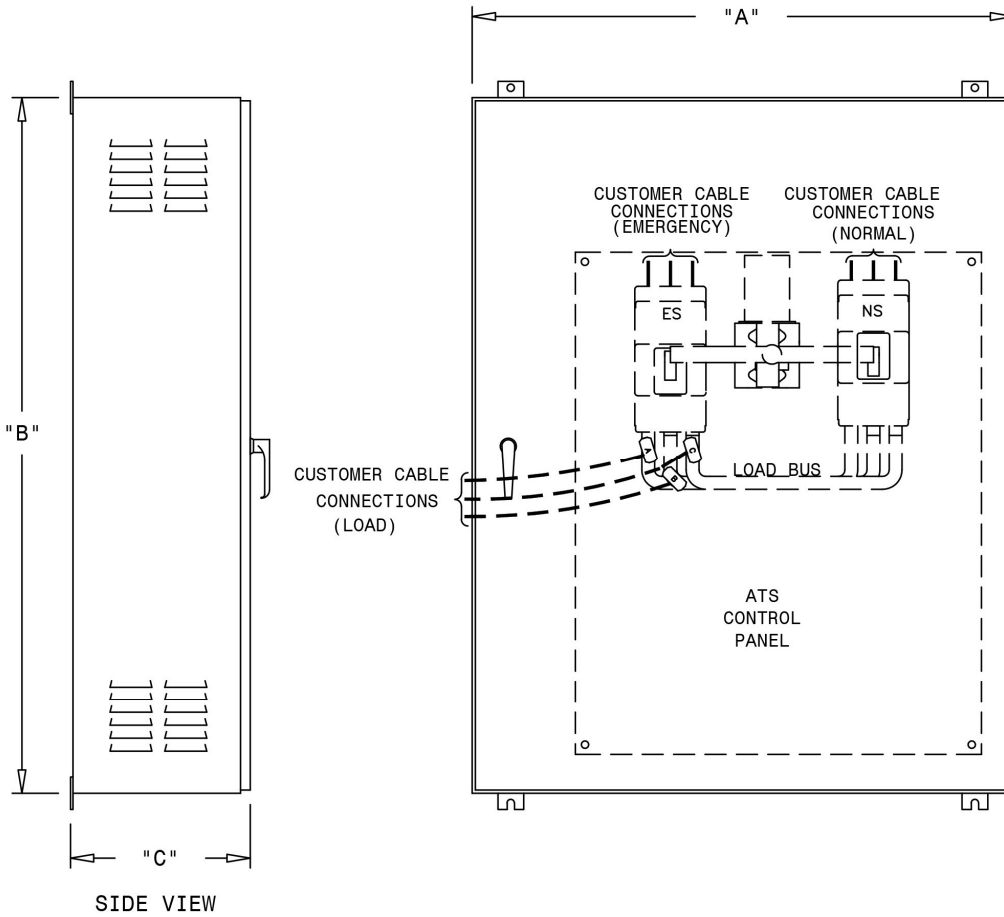 "A"
CUSTOMER CABLE
CONNECTIONS
(EMERGENCY)
CUSTOMER CABLE
CONNECTIONS
(NORMAL)
ES
NS
"B"
A
C
B
LOAD BUS
CUSTOMER CABLE
CONNECTIONS
(LOAD)
ATS
CONTROL
PANEL
"C"
SIDE VIEW